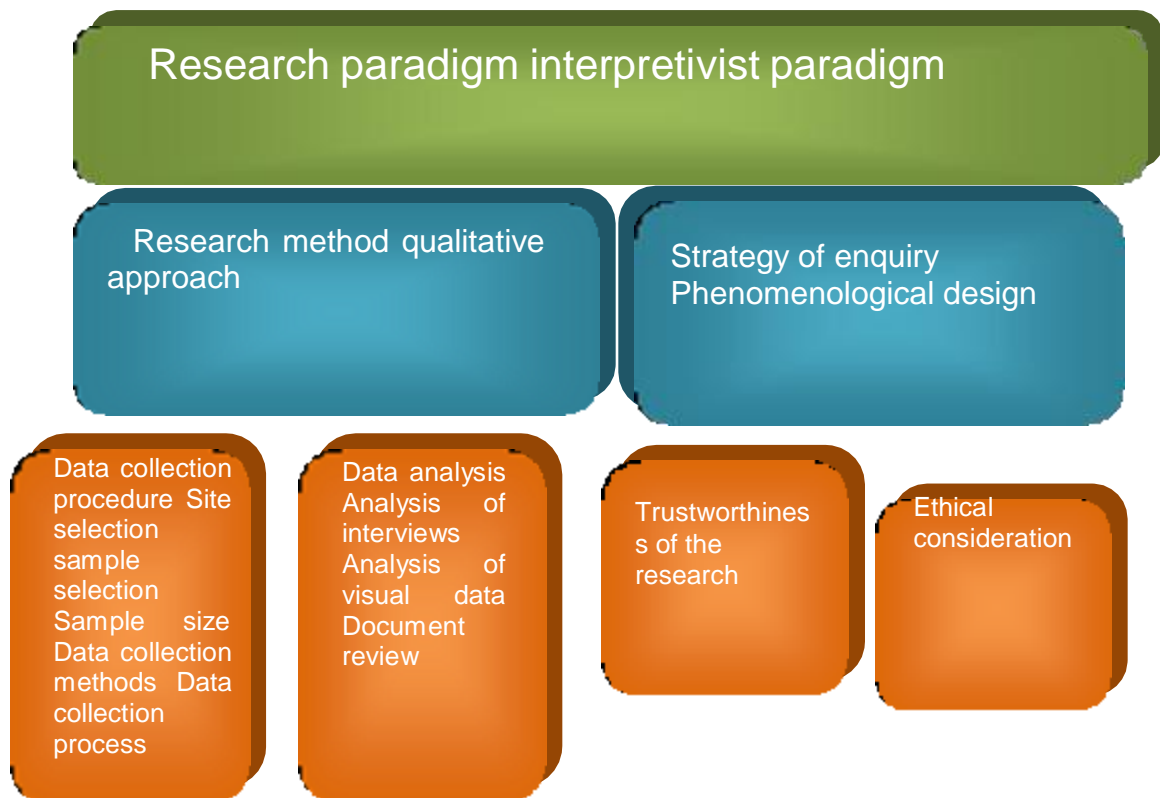 Research paradigm interpretivist paradigm
Research method qualitative
approach
Strategy of enquiry
Phenomenological design
Data collection
procedure Site
selection
sample
selection
Sample size
Data collection
methods Data
collection
process
Data analysis
Analysis of
interviews
Analysis of
visual data
Document
review
Trustworthines
s of the
research
Ethical
consideration